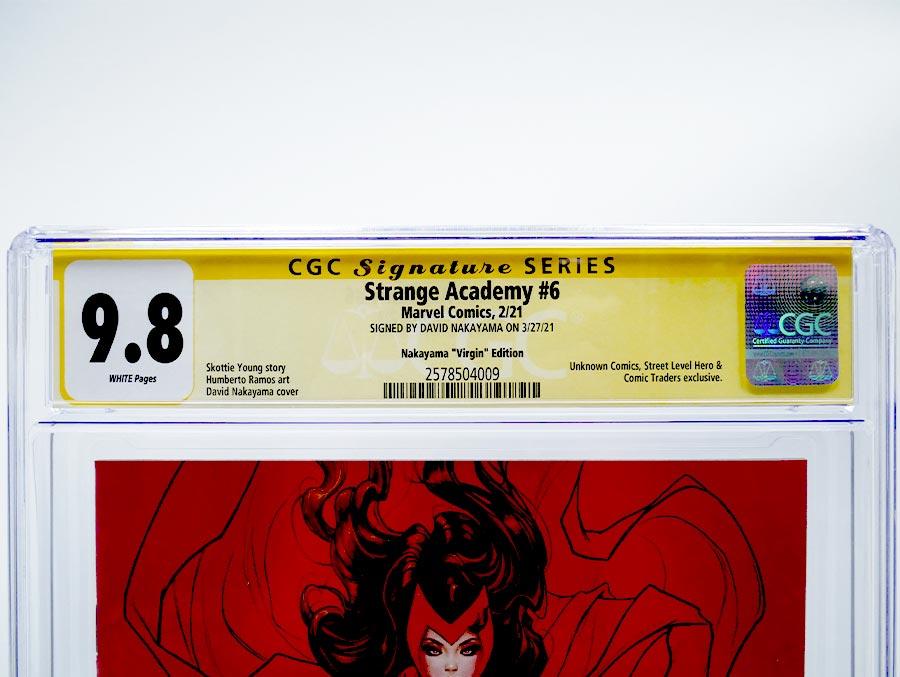 CGC Signature SERIES
Strange Academy #6
Marvel Comics, 2/21
SIGNED BY DAVID NAKAYAMA ON 3/27/21
Nakayama "Virgin" Edition
2578504009
9.8
WHITE Pages
Skottie Young story
Humberto Ramos art
David Nakayama cover
Unknown Comics, Street Level Hero &
Comic Traders exclusive.
CGC
Certified Guaranty Company
CGC